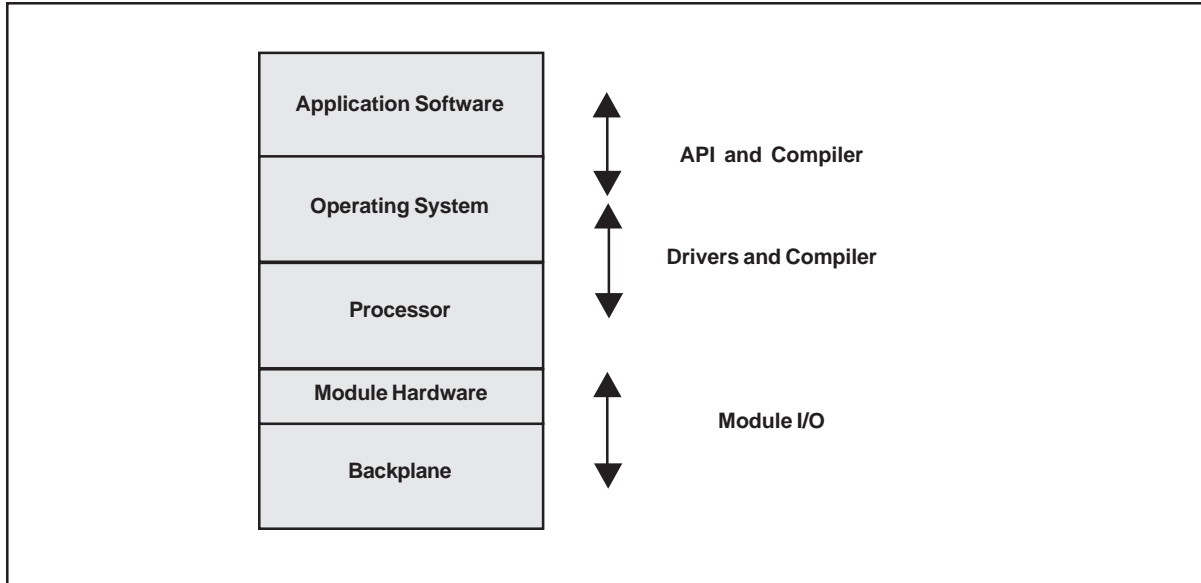 Application Software
API and Compiler
Operating System
Drivers and Compiler
Processor
Module Hardware
Module I/O
Backplane